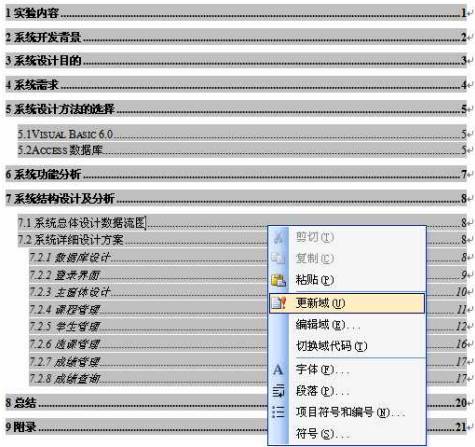 1 实验内容 1
2 系统开发背景 2
3 系统设计目的 3
4 系统需求 4
5 系统设计方法的选择 5
5.1VISUAL BASIC 6.0 5
5.2ACCESS 数据库 5
6 系统功能分析 7
7 系统结构设计及分析 8
7.1 系统总体设计数据流图 8
7.2 系统详细设计方案 8
7.2.1 数据库设计 8
7.2.2 登录界面 9
7.2.3 主窗体设计 10
7.2.4 课程管理 11
7.2.5 学生管理 12
7.2.6 选课管理 16
7.2.7 成绩管理 17
7.2.8 成绩查询 17
8 总结 20
9 附录 21
剪切(T)
复制(C)
粘贴(P)
更新域(U)
编辑域(E)...
切换域代码(T)
字体(F)...
段落(P)...
项目符号和编号(N)...
符号(S)...